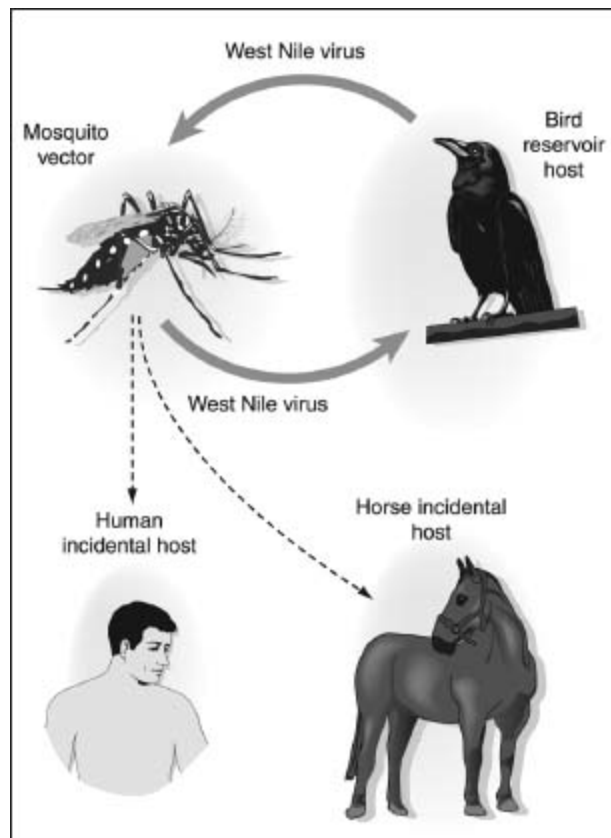 West Nile virus
Mosquito
vector
Bird
reservoir
host
West Nile virus
Human
incidental host
Horse incidental
host